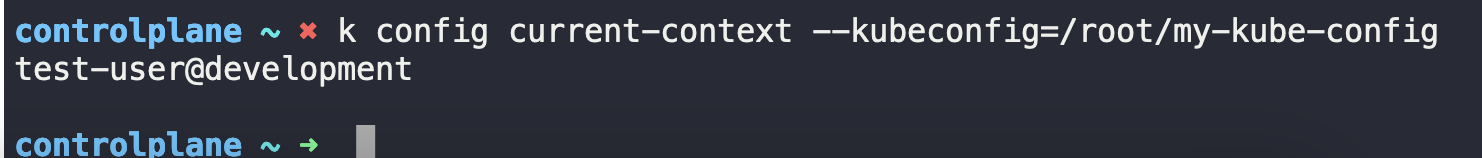 controlplane ~ ✖ k config current-context --kubeconfig=/root/my-kube-config
test-user@development
controlplane ~ ➜